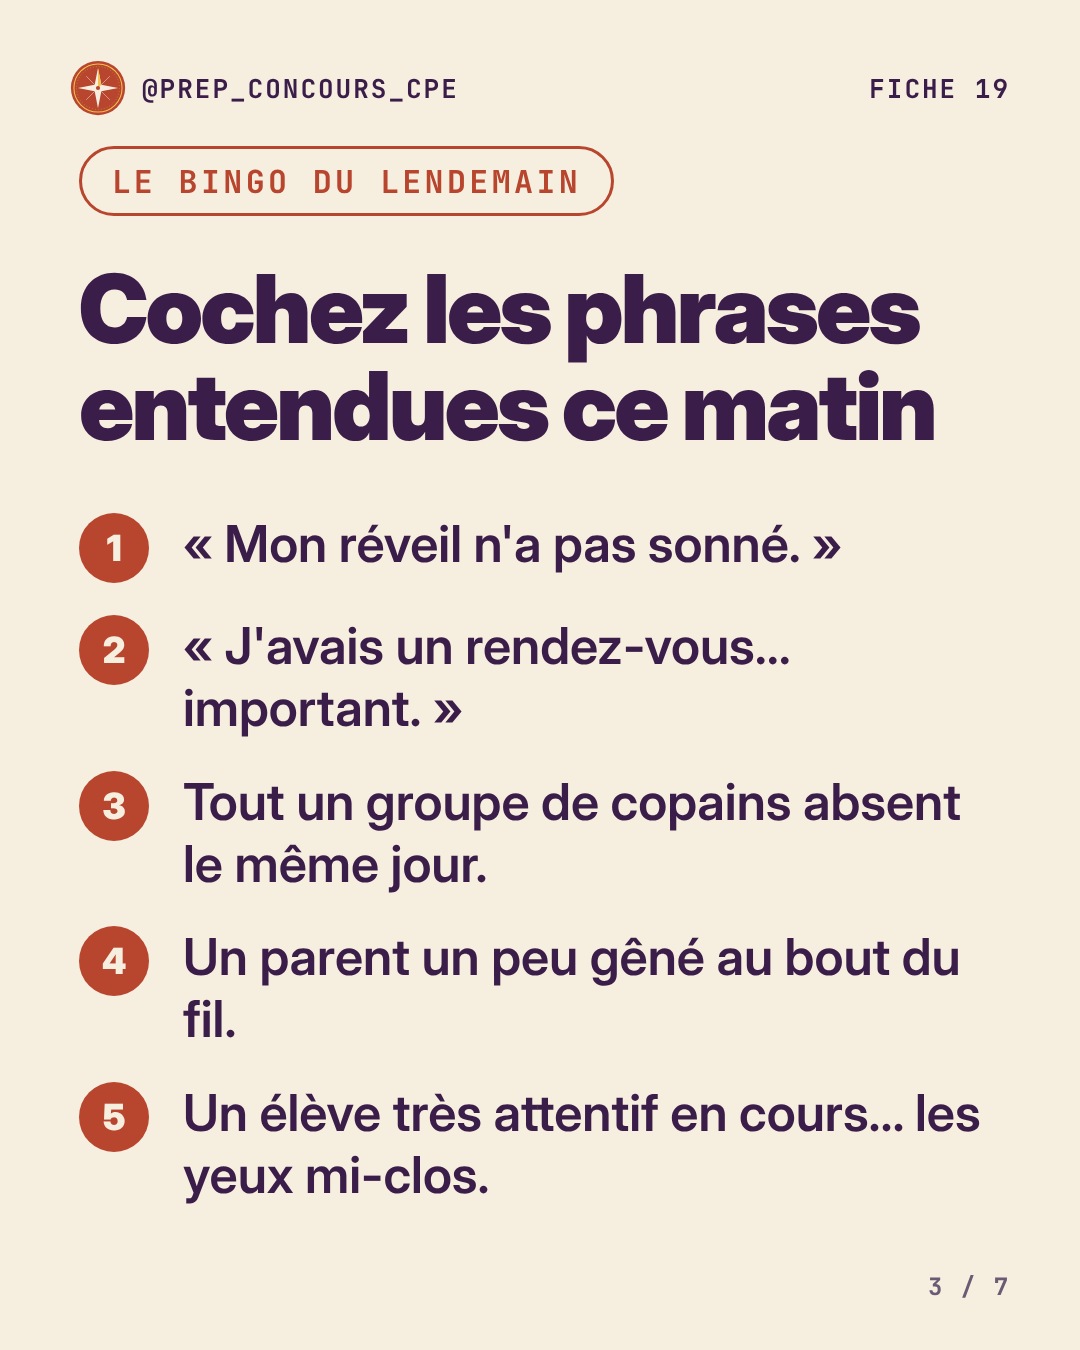 @PREP_CONCOURS_CPE
FICHE 19
LE BINGO DU LENDEMAIN
Cochez les phrases
entendues ce matin
1 « Mon réveil n'a pas sonné. »
2 « J'avais un rendez-vous...
important. »
3 Tout un groupe de copains absent
le même jour.
4 Un parent un peu gêné au bout du
fil.
5 Un élève très attentif en cours... les
yeux mi-clos.
3 / 7